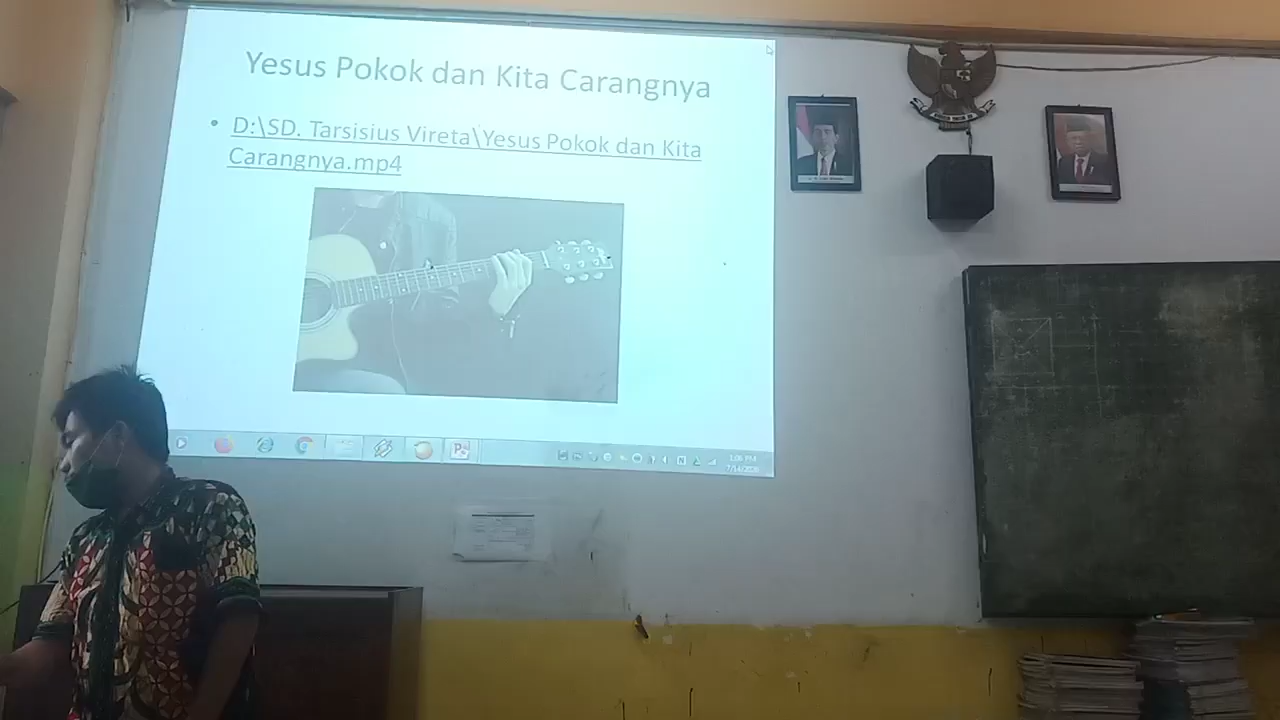 Yesus Pokok dan Kita Carangnya
• D:\SD. Tarsisius Vireta\Yesus Pokok dan Kita
Carangnya.mp4